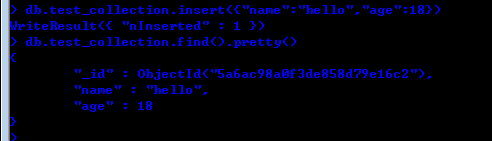 > db.test_collection.insert({"name":"hello","age":18})
WriteResult({ "nInserted" : 1 })
> db.test_collection.find().pretty()
{
"_id" : ObjectId("5a6ac98a0f3de858d79e16c2"),
"name" : "hello",
"age" : 18
}
>